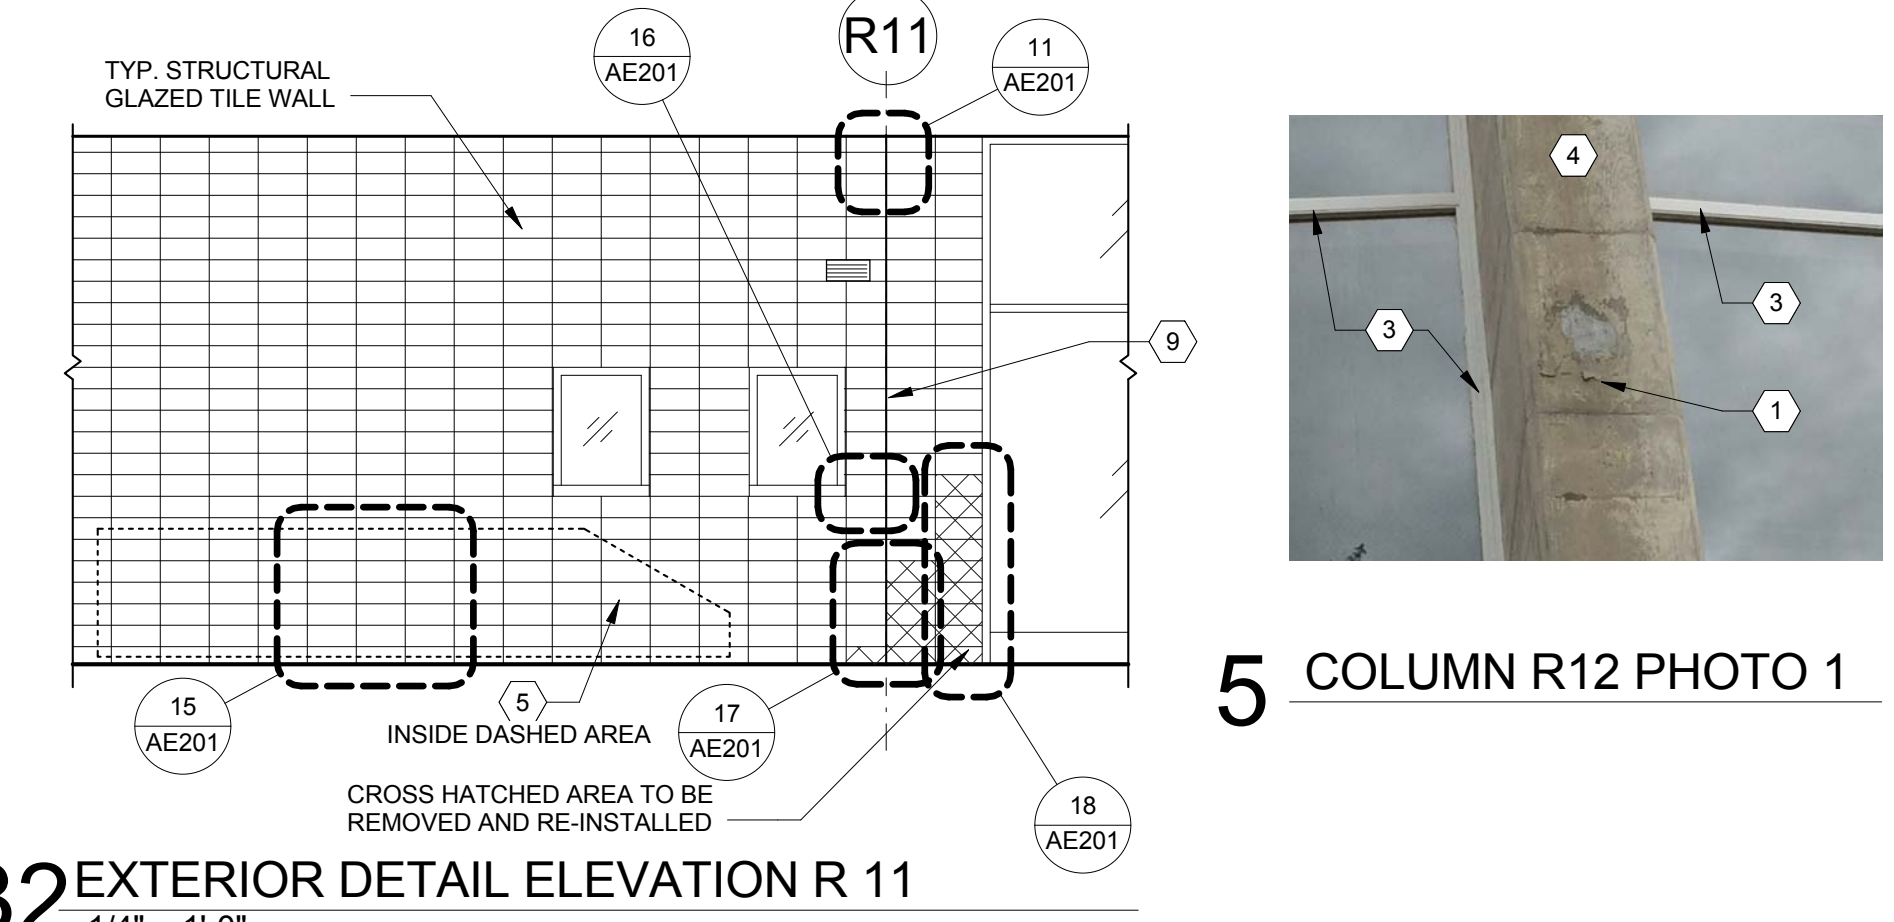 TYP. STRUCTURAL
GLAZED TILE WALL
16
AE201
R11
11
AE201
9
15
AE201
5
INSIDE DASHED AREA
17
AE201
CROSS HATCHED AREA TO BE
REMOVED AND RE-INSTALLED
18
AE201
EXTERIOR DETAIL ELEVATION R 11
4
3
3
1
5 COLUMN R12 PHOTO 1